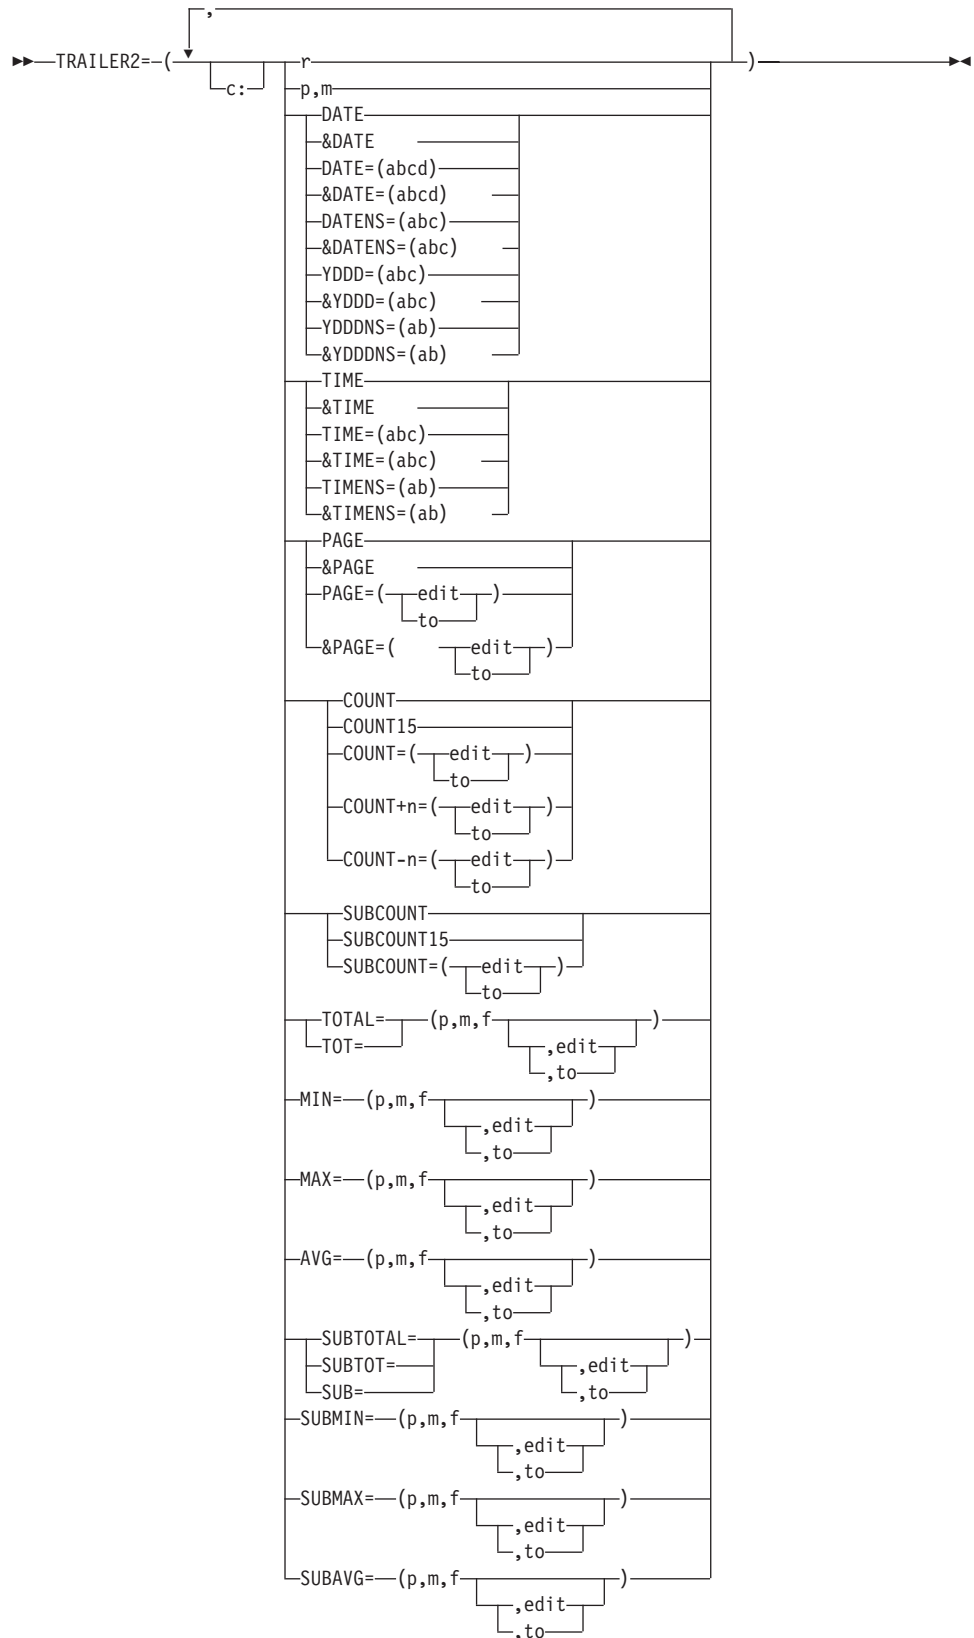 ,
TRAILER2= ( c: r )
p,m
DATE
&DATE
DATE=(abcd)
&DATE=(abcd)
DATENS=(abc)
&DATENS=(abc)
YDDD=(abc)
&YDDD=(abc)
YDDDNS=(ab)
&YDDDNS=(ab)
TIME
&TIME
TIME=(abc)
&TIME=(abc)
TIMENS=(ab)
&TIMENS=(ab)
PAGE
&PAGE
PAGE=( edit )
to
&PAGE=( edit )
to
COUNT
COUNT15
COUNT=( edit )
to
COUNT+n=( edit )
to
COUNT-n=( edit )
to
SUBCOUNT
SUBCOUNT15
SUBCOUNT=( edit )
to
TOTAL= (p,m,f )
TOT= ,edit
,to
MIN= (p,m,f )
,edit
,to
MAX= (p,m,f )
,edit
,to
AVG= (p,m,f )
,edit
,to
SUBTOTAL= (p,m,f )
SUBTOT= ,edit
SUB= ,to
SUBMIN= (p,m,f )
,edit
,to
SUBMAX= (p,m,f )
,edit
,to
SUBAVG= (p,m,f )
,edit
,to